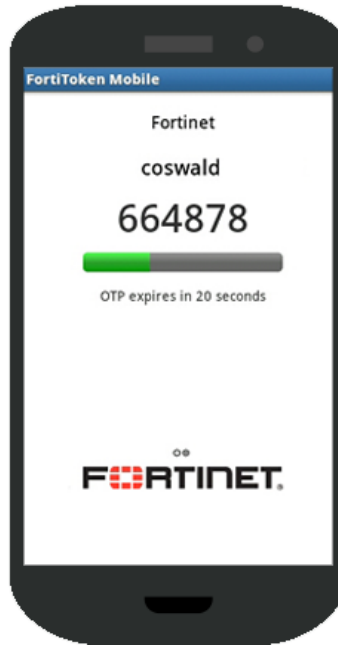 FortiToken Mobile
Fortinet
coswald
664878
OTP expires in 20 seconds
FORTINET®